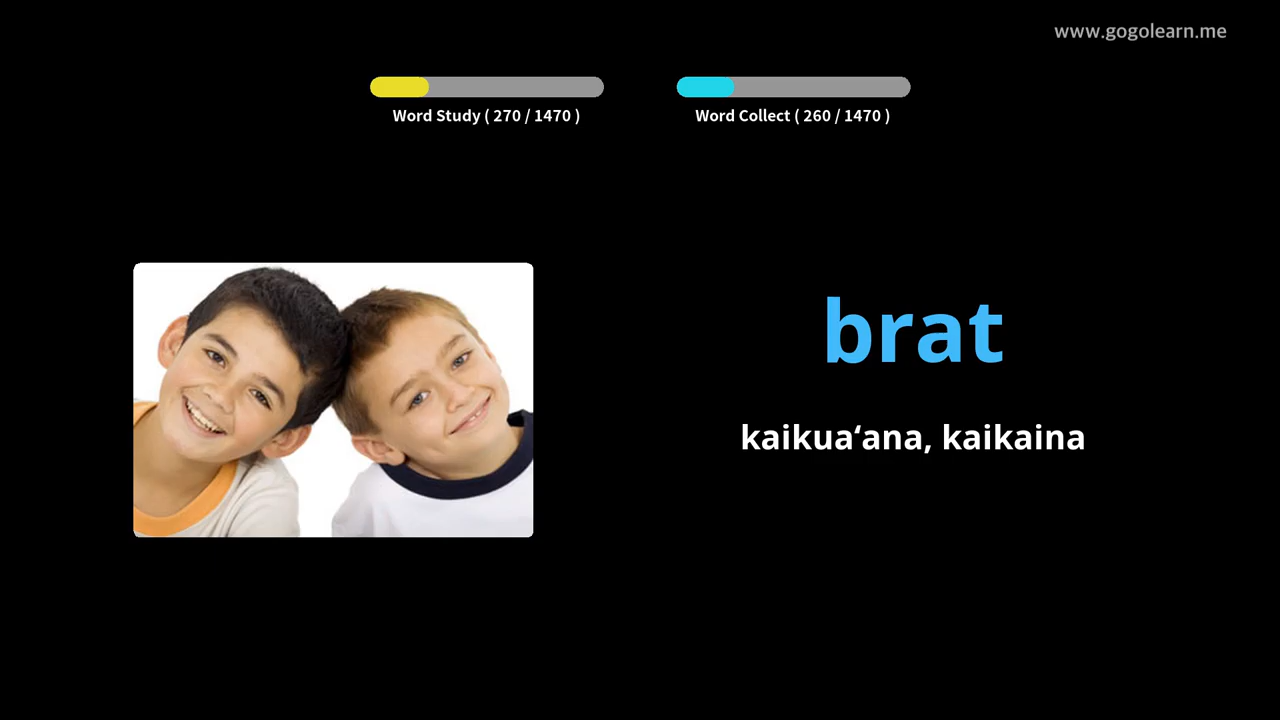 www.gogolearn.me
Word Study ( 270 / 1470 )
Word Collect ( 260 / 1470 )
brat
kaikuaʻana, kaikaina